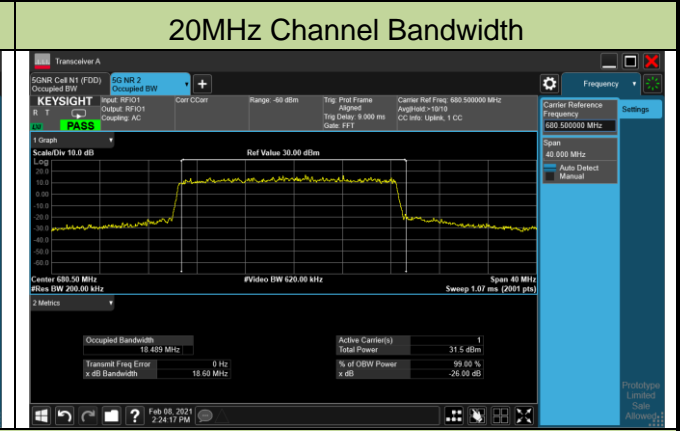 20MHz Channel Bandwidth
Transceiver A
5GNR Cell N1 (FDD)
Occupied BW
5G NR 2
Occupied BW
+
Frequency
KEYSIGHT
R T
PASS
Input: RFIO1
Output: RFIO1
Coupling: AC
Corr CCorr
Range: -60 dBm
Trig: Prot Frame
Aligned
Trig Delay: 9.000 ms
Gate: FFT
Carrier Ref Freq: 680.500000 MHz
Avg|Hold:>10/10
CC Info: Uplink, 1 CC
Carrier Reference
Frequency
680.500000 MHz
Settings
Span
40.000 MHz
Auto Detect
Manual
1 Graph
Scale/Div 10.0 dB
Ref Value 30.00 dBm
Log
20.0
10.0
0.00
-10.0
-20.0
-30.0
-40.0
-50.0
-60.0
Center 680.50 MHz
#Video BW 620.00 kHz
Span 40 MHz
#Res BW 200.00 kHz
Sweep 1.07 ms (2001 pts)
2 Metrics
Occupied Bandwidth
18.489 MHz
Transmit Freq Error 0 Hz
x dB Bandwidth 18.60 MHz
Active Carrier(s) 1
Total Power 31.5 dBm
% of OBW Power 99.00 %
x dB -26.00 dB
Prototype
Limited
Sale
Allowed
?
Feb 08, 2021
2:24:17 PM